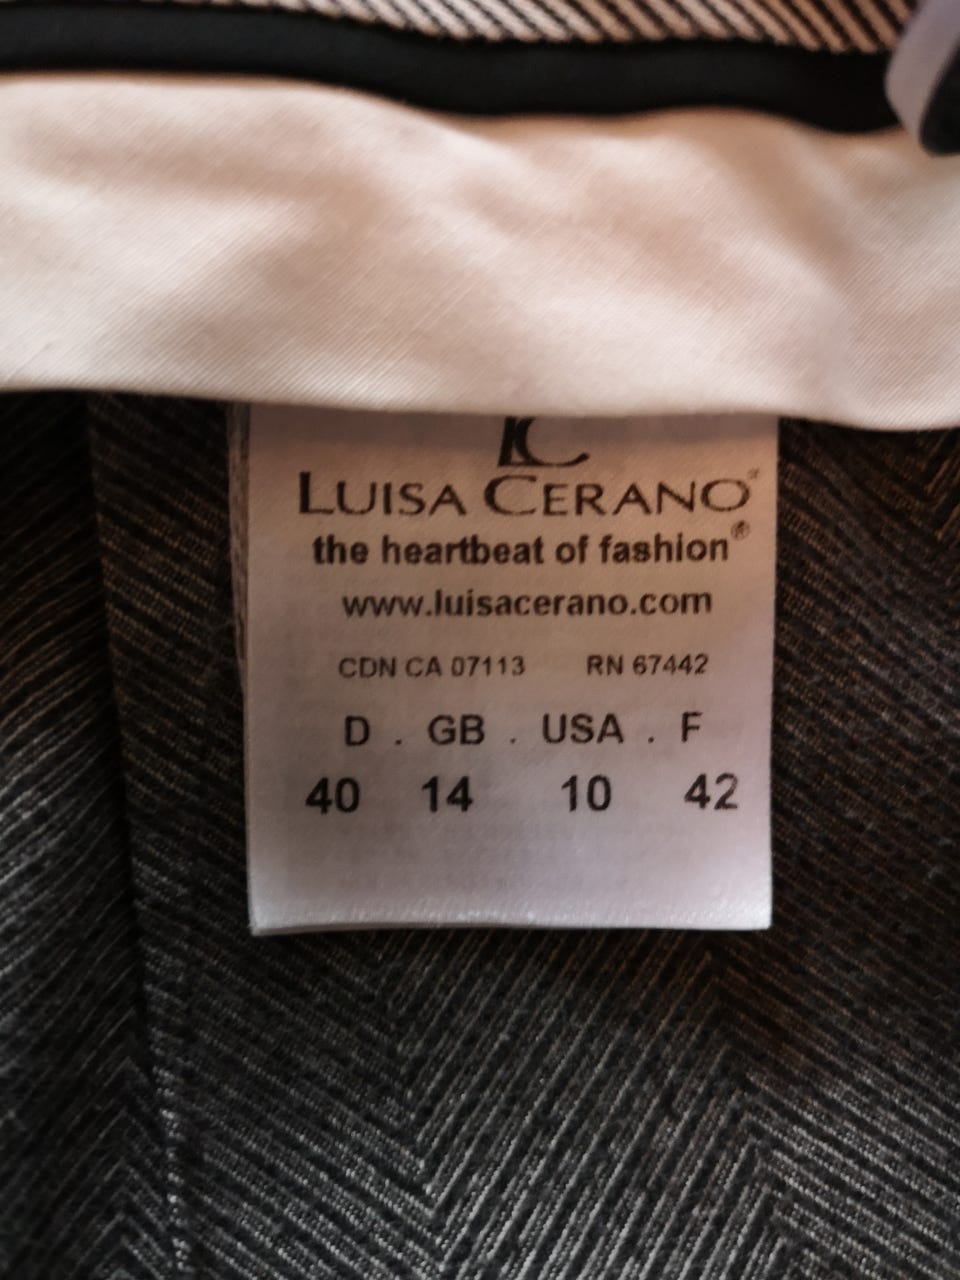 LC
LUISA CERANO®
the heartbeat of fashion®
www.luisacerano.com
CDN CA 07113 RN 67442
D . GB . USA . F
40 14 10 42